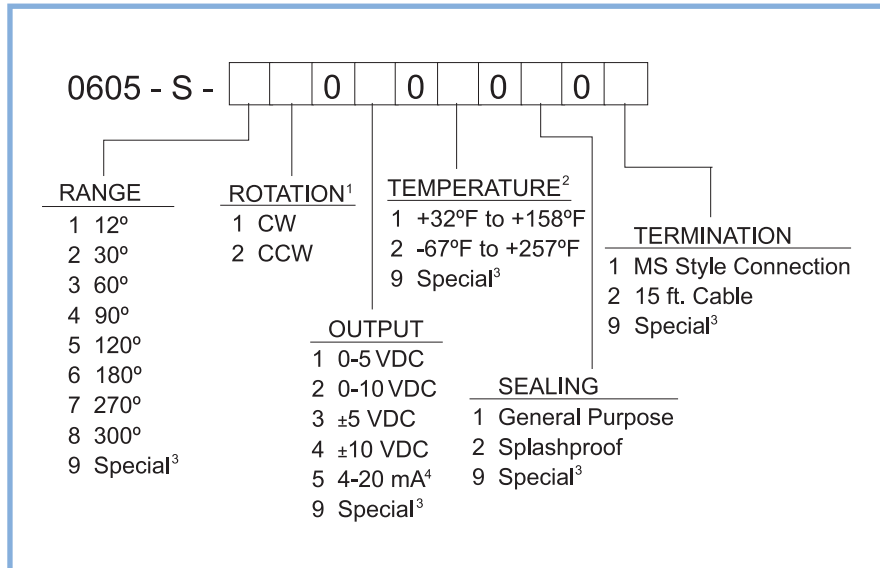 0605 - S - 0 0 0 0
RANGE
1 12º
2 30º
3 60º
4 90º
5 120º
6 180º
7 270º
8 300º
9 Special³
ROTATION¹
1 CW
2 CCW
OUTPUT
1 0-5 VDC
2 0-10 VDC
3 ±5 VDC
4 ±10 VDC
5 4-20 mA⁴
9 Special³
TEMPERATURE²
1 +32ºF to +158ºF
2 -67ºF to +257ºF
9 Special³
SEALING
1 General Purpose
2 Splashproof
9 Special³
TERMINATION
1 MS Style Connection
2 15 ft. Cable
9 Special³